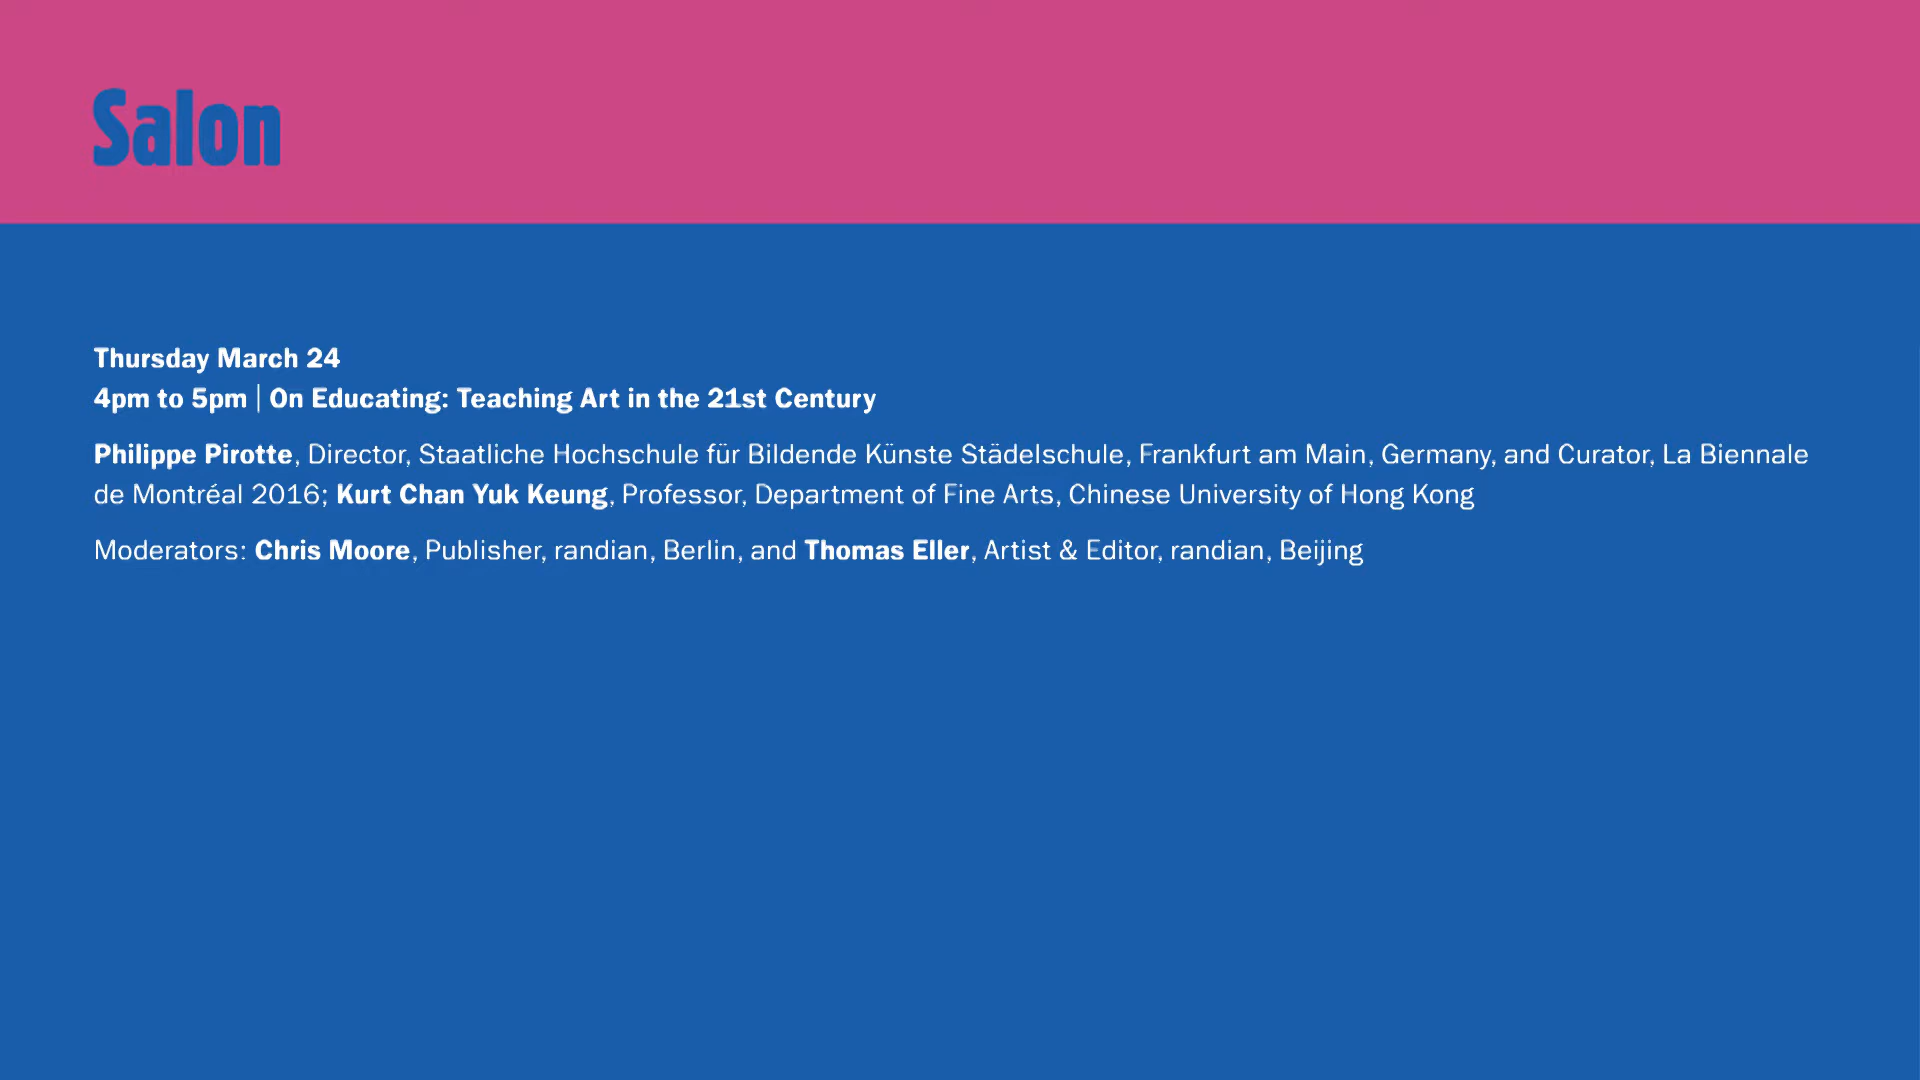 Salon
Thursday March 24
4pm to 5pm | On Educating: Teaching Art in the 21st Century
Philippe Pirotte, Director, Staatliche Hochschule für Bildende Künste Städelschule, Frankfurt am Main, Germany, and Curator, La Biennale
de Montréal 2016; Kurt Chan Yuk Keung, Professor, Department of Fine Arts, Chinese University of Hong Kong
Moderators: Chris Moore, Publisher, randian, Berlin, and Thomas Eller, Artist & Editor, randian, Beijing